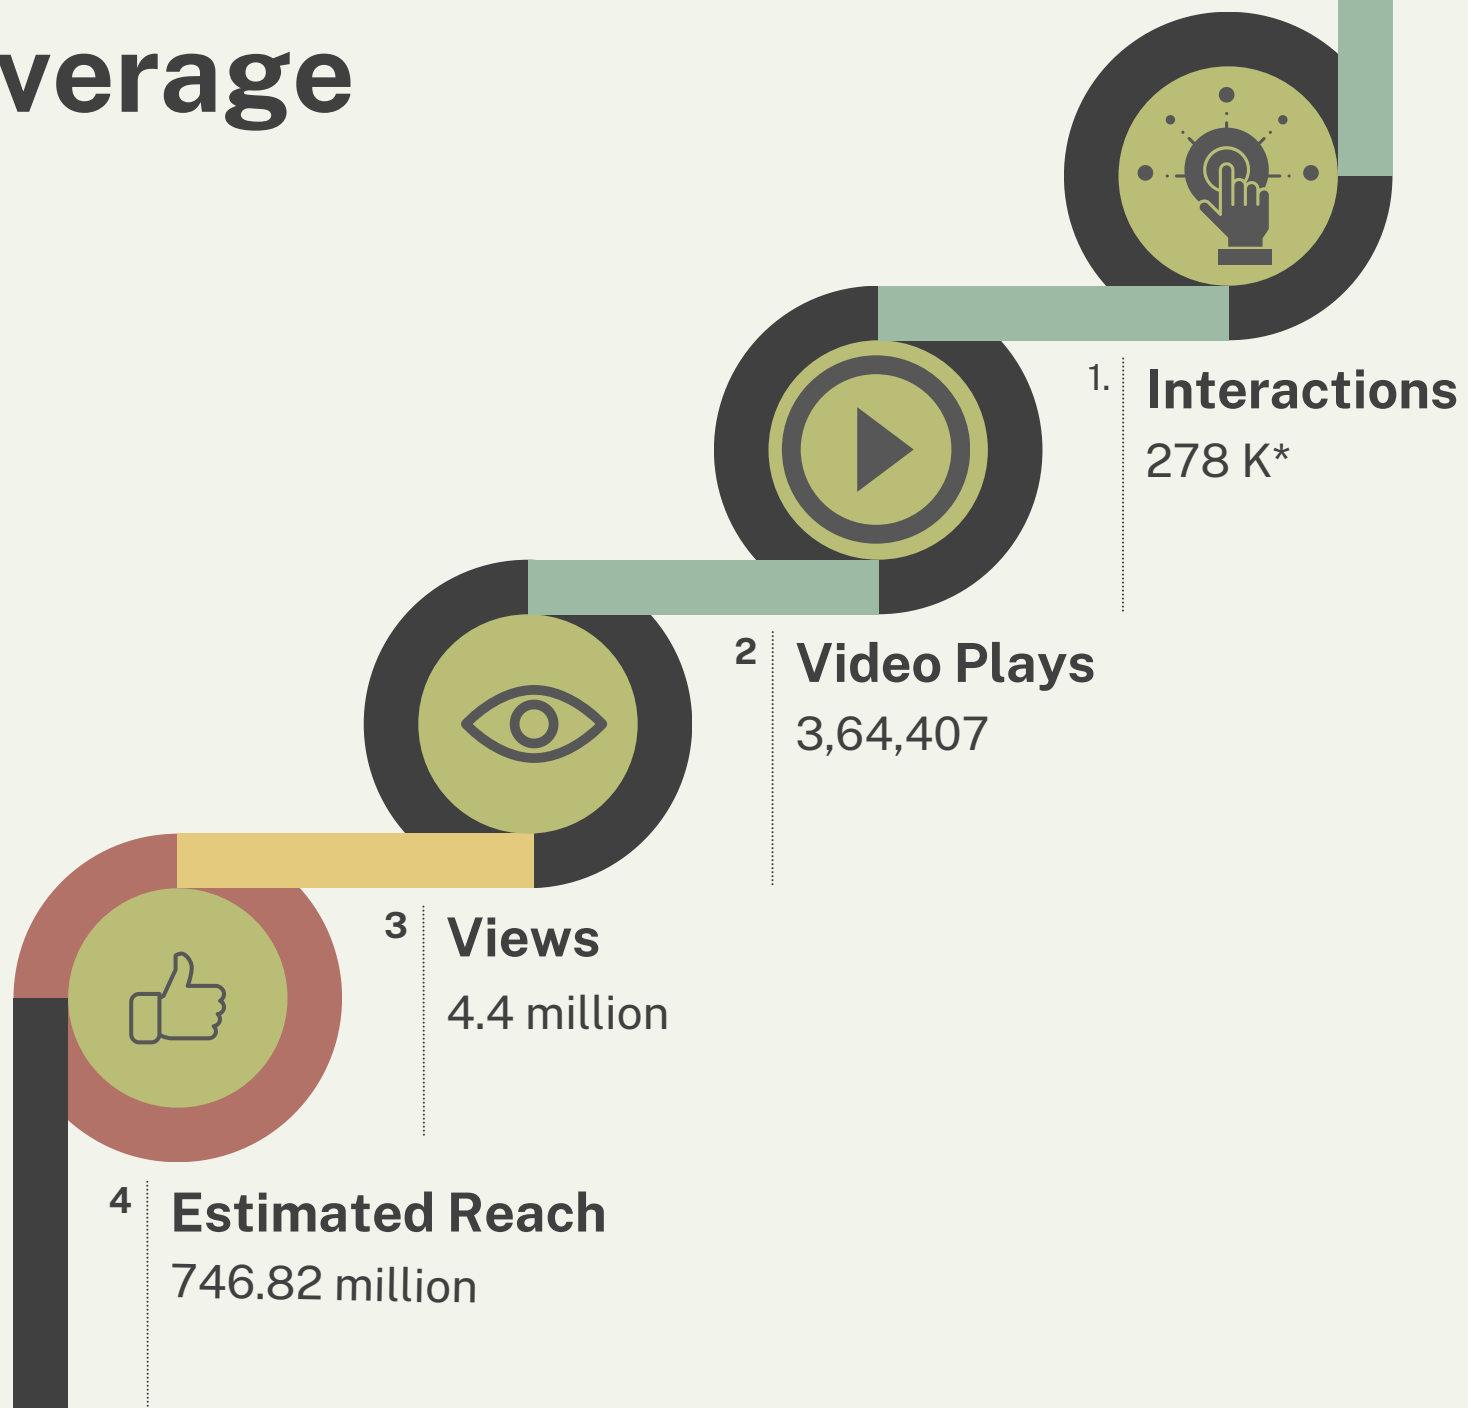 verage
1.
Interactions
278 K*
2
Video Plays
3,64,407
3
Views
4.4 million
4
Estimated Reach
746.82 million